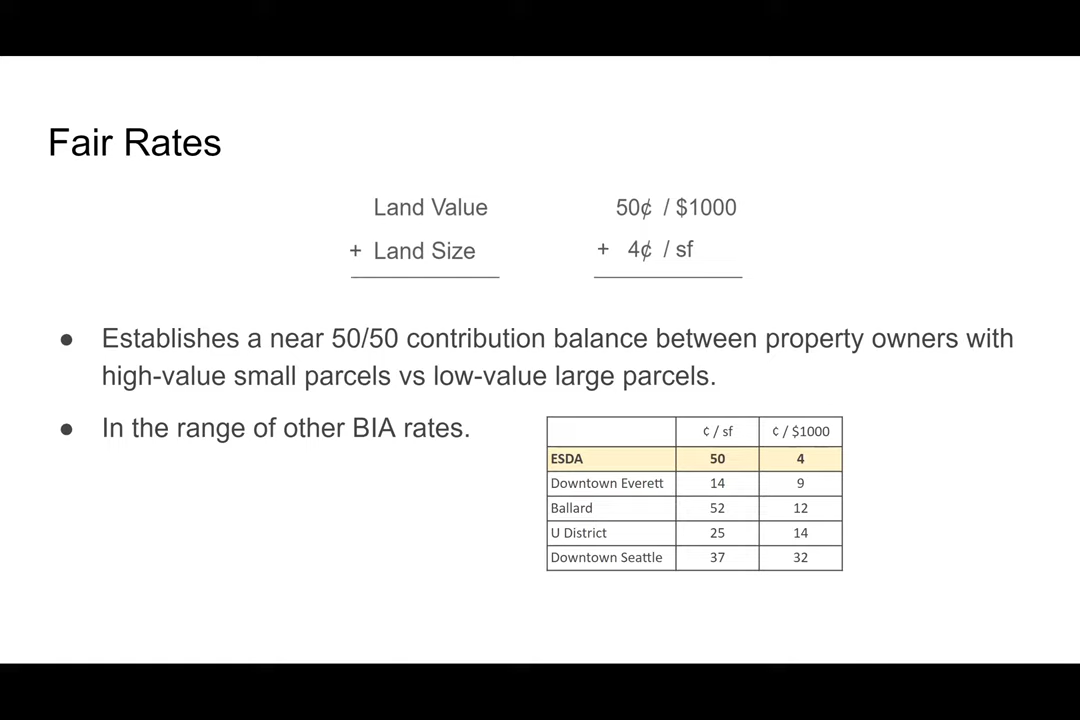 Fair Rates
Land Value 50¢ / $1000
+ Land Size + 4¢ / sf
● Establishes a near 50/50 contribution balance between property owners with
high-value small parcels vs low-value large parcels.
● In the range of other BIA rates.
¢ / sf ¢ / $1000
ESDA 50 4
Downtown Everett 14 9
Ballard 52 12
U District 25 14
Downtown Seattle 37 32